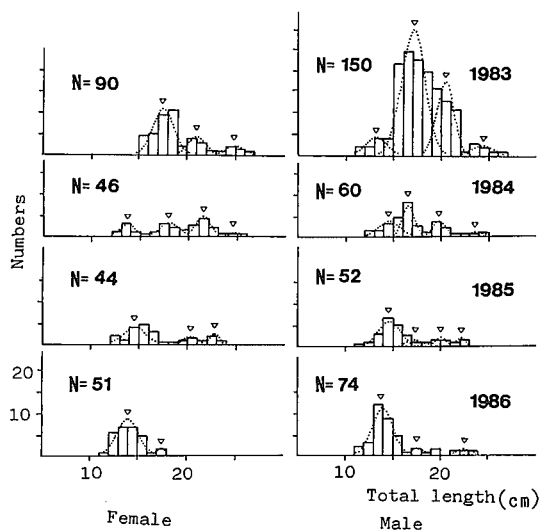 N= 90
N= 150
1983
N= 46
N= 60
1984
Numbers
N= 44
N= 52
1985
20
10
N= 51
N= 74
1986
10
20
10
20
Total length(cm)
Female
Male